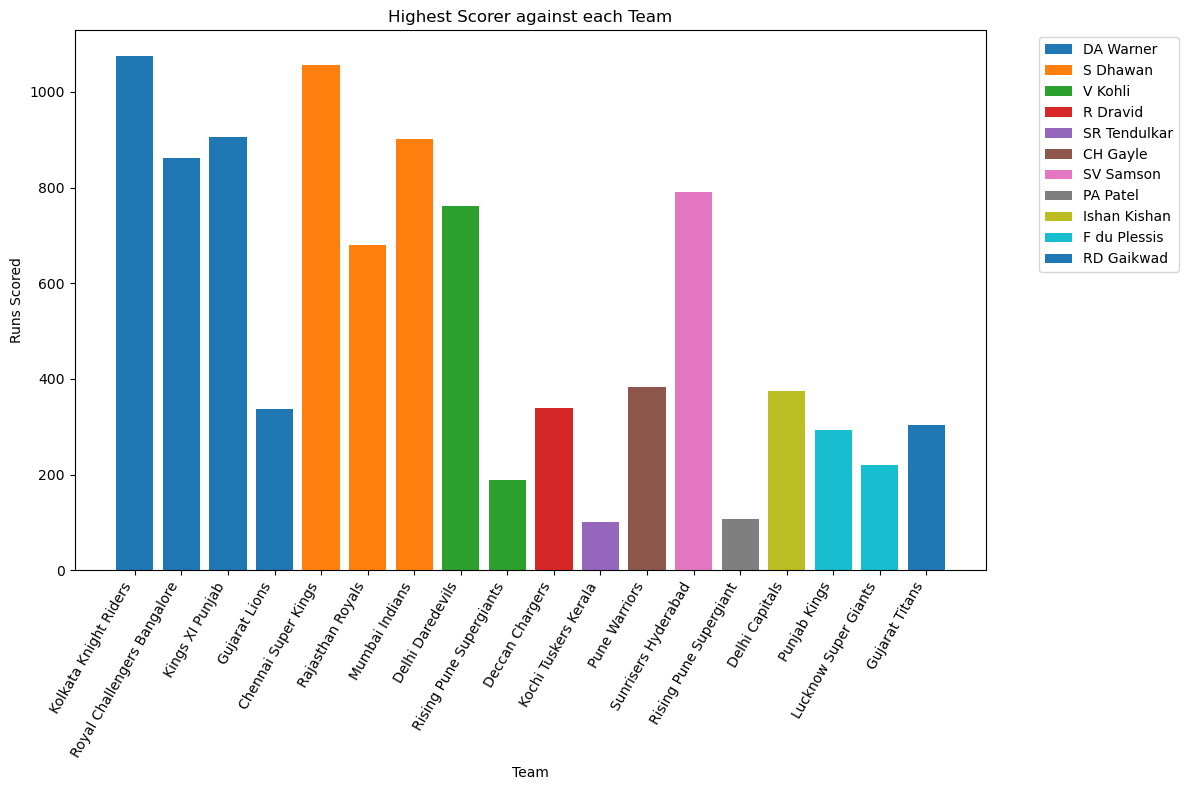 Highest Scorer against each Team
DA Warner
S Dhawan
V Kohli
R Dravid
SR Tendulkar
CH Gayle
SV Samson
PA Patel
Ishan Kishan
F du Plessis
RD Gaikwad
Runs Scored
1000
800
600
400
200
0
Kolkata Knight Riders
Royal Challengers Bangalore
Kings XI Punjab
Gujarat Lions
Chennai Super Kings
Rajasthan Royals
Mumbai Indians
Delhi Daredevils
Rising Pune Supergiants
Deccan Chargers
Kochi Tuskers Kerala
Pune Warriors
Sunrisers Hyderabad
Rising Pune Supergiant
Delhi Capitals
Punjab Kings
Lucknow Super Giants
Gujarat Titans
Team